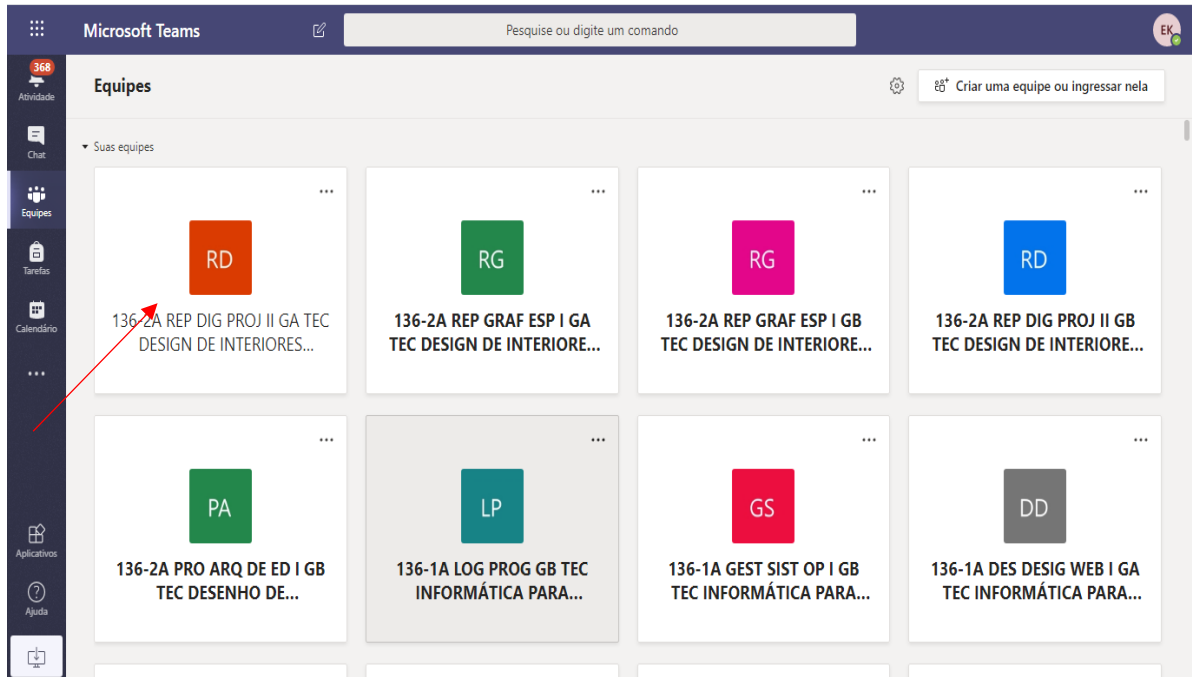 Microsoft Teams
Pesquise ou digite um comando
EK
368
Atividade
Chat
Equipes
Tarefas
Calendário
Aplicativos
Ajuda
Equipes
Criar uma equipe ou ingressar nela
Suas equipes
RD
136-2A REP DIG PROJ II GA TEC
DESIGN DE INTERIORES...
RG
136-2A REP GRAF ESP I GA
TEC DESIGN DE INTERIORE...
RG
136-2A REP GRAF ESP I GB
TEC DESIGN DE INTERIORE...
RD
136-2A REP DIG PROJ II GB
TEC DESIGN DE INTERIORE...
PA
136-2A PRO ARQ DE ED I GB
TEC DESENHO DE...
LP
136-1A LOG PROG GB TEC
INFORMÁTICA PARA...
GS
136-1A GEST SIST OP I GB
TEC INFORMÁTICA PARA...
DD
136-1A DES DESIG WEB I GA
TEC INFORMÁTICA PARA...